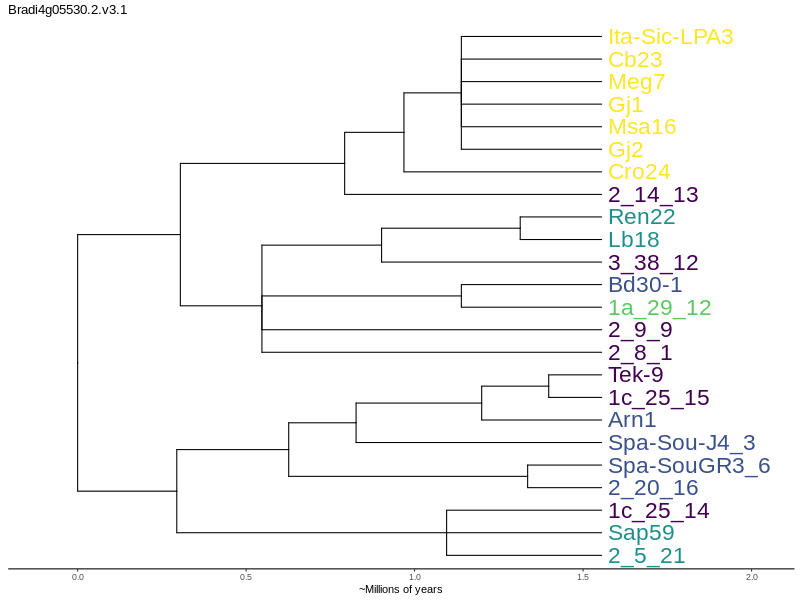 Bradi4g05530.2.v3.1
Ita-Sic-LPA3
Cb23
Meg7
Gj1
Msa16
Gj2
Cro24
2_14_13
Ren22
Lb18
3_38_12
Bd30-1
1a_29_12
2_9_9
2_8_1
Tek-9
1c_25_15
Arn1
Spa-Sou-J4_3
Spa-SouGR3_6
2_20_16
1c_25_14
Sap59
2_5_21
0.0 0.5 1.0 1.5 2.0
~Millions of years